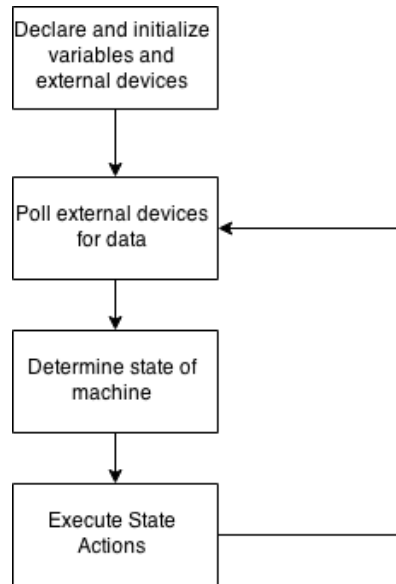 Declare and initialize
variables and
external devices
Poll external devices
for data
Determine state of
machine
Execute State
Actions